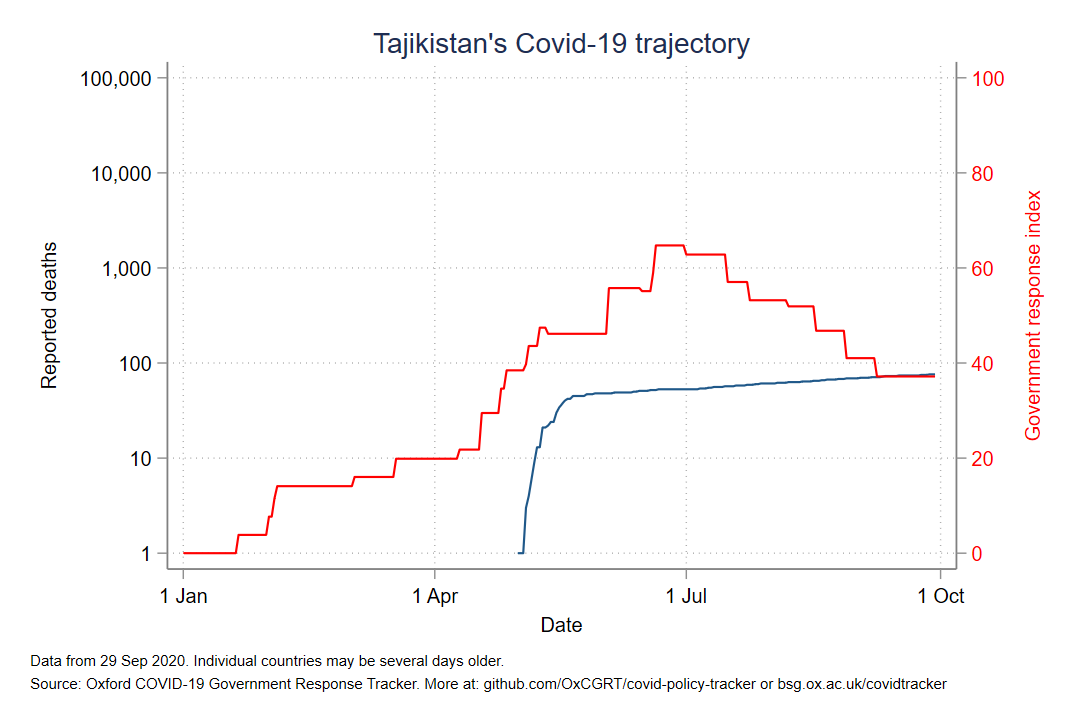 Tajikistan's Covid-19 trajectory
100,000
10,000
1,000
100
10
1
Reported deaths
100
80
60
40
20
0
Government response index
1 Jan
1 Apr
1 Jul
1 Oct
Date
Data from 29 Sep 2020. Individual countries may be several days older.
Source: Oxford COVID-19 Government Response Tracker. More at: github.com/OxCGRT/covid-policy-tracker or bsg.ox.ac.uk/covidtracker